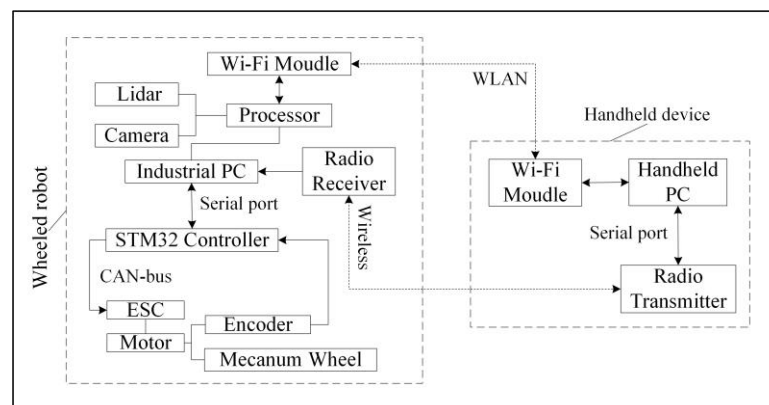 Wi-Fi Moudle
WLAN
Lidar
Processor
Camera
Handheld device
Industrial PC
Radio
Receiver
Wi-Fi
Moudle
Handheld
PC
Serial port
Wireless
Serial port
STM32 Controller
Wheeled robot
CAN-bus
Radio
Transmitter
ESC
Encoder
Motor
Mecanum Wheel